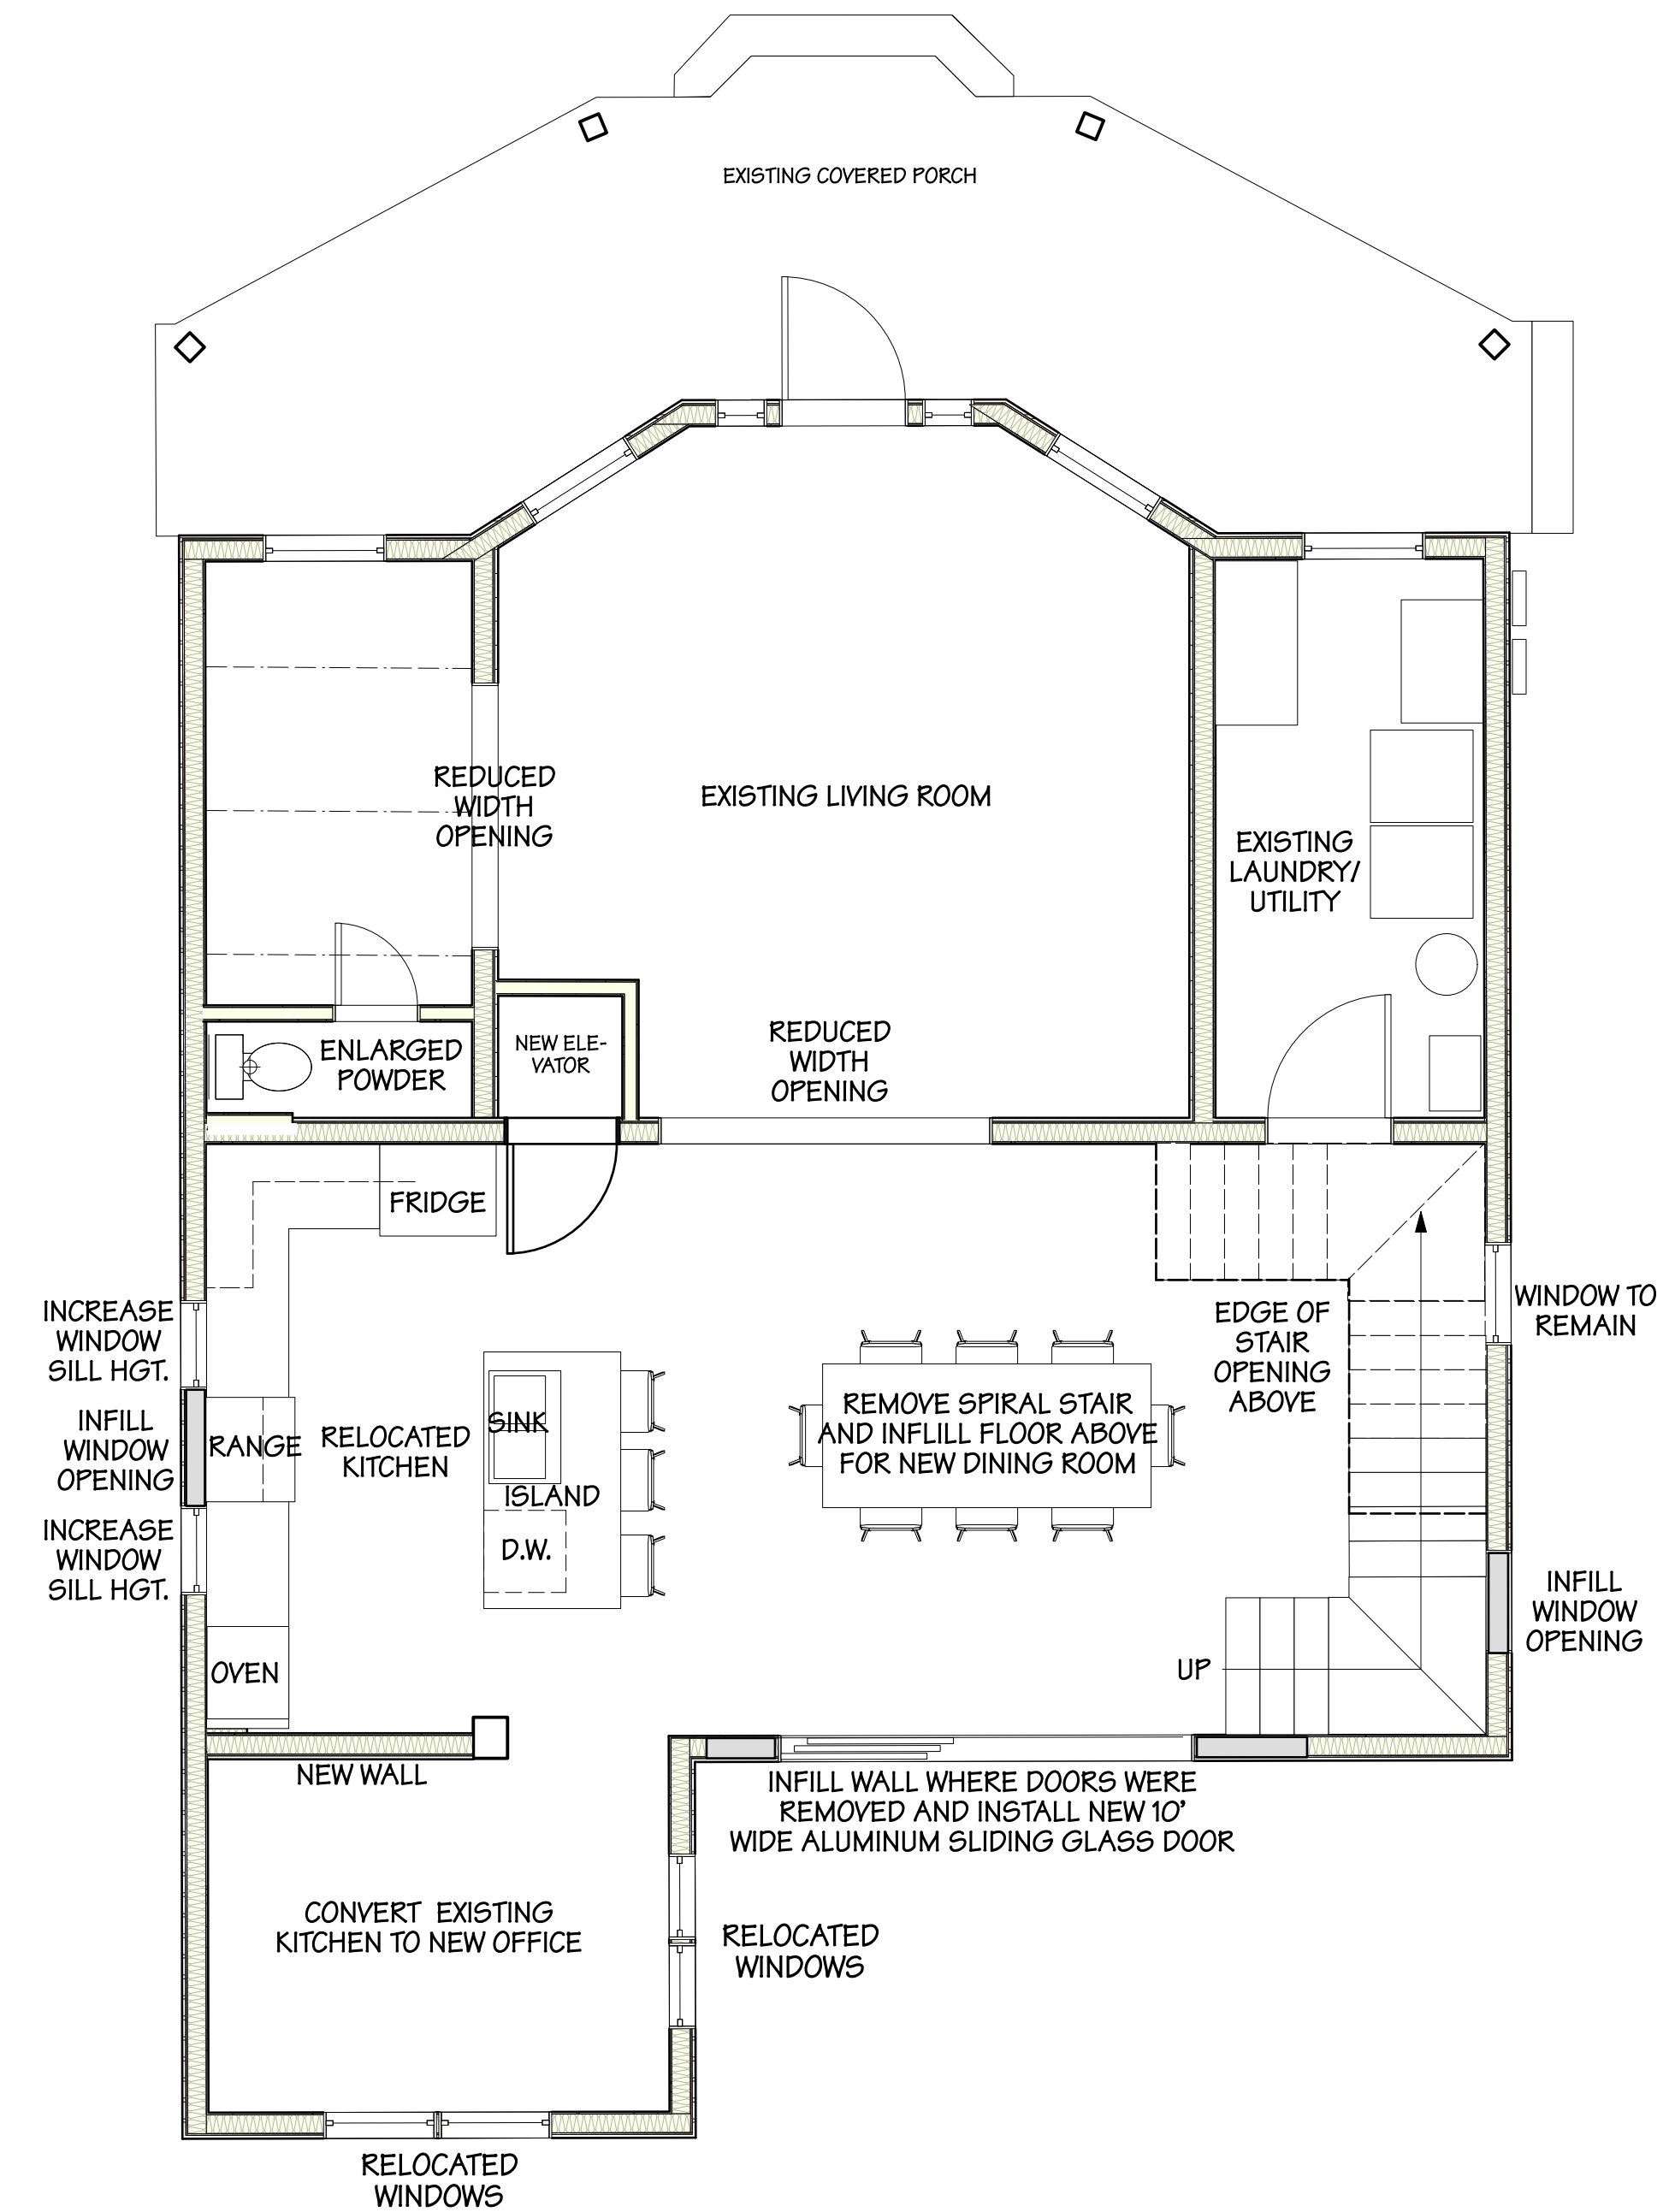 EXISTING COVERED PORCH
REDUCED
WIDTH
OPENING
EXISTING LIVING ROOM
EXISTING
LAUNDRY/
UTILITY
ENLARGED
POWDER
NEW ELE-
VATOR
REDUCED
WIDTH
OPENING
FRIDGE
INCREASE
WINDOW
SILL HGT.
INFILL
WINDOW
OPENING
INCREASE
WINDOW
SILL HGT.
RANGE
RELOCATED
KITCHEN
SINK
ISLAND
D.W.
OVEN
REMOVE SPIRAL STAIR
AND INFLILL FLOOR ABOVE
FOR NEW DINING ROOM
EDGE OF
STAIR
OPENING
ABOVE
WINDOW TO
REMAIN
INFILL
WINDOW
OPENING
UP
NEW WALL
INFILL WALL WHERE DOORS WERE
REMOVED AND INSTALL NEW 10'
WIDE ALUMINUM SLIDING GLASS DOOR
CONVERT EXISTING
KITCHEN TO NEW OFFICE
RELOCATED
WINDOWS
RELOCATED
WINDOWS